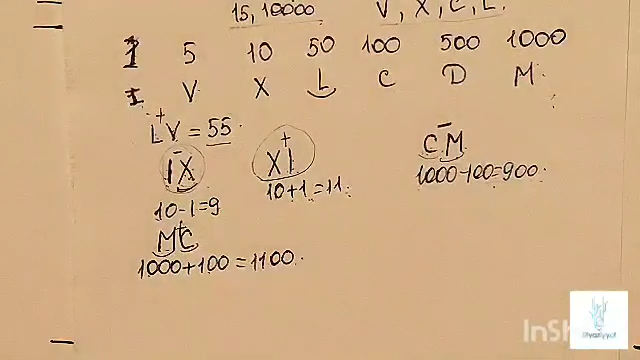 15, 10000 V, X, C, L.
1 5 10 50 100 500 1000
I V X L C D M
+
LV = 55
- + -
IX XI CM
10-1=9 10+1=11 1000-100=900
+
MC
1000+100=1100
InSh